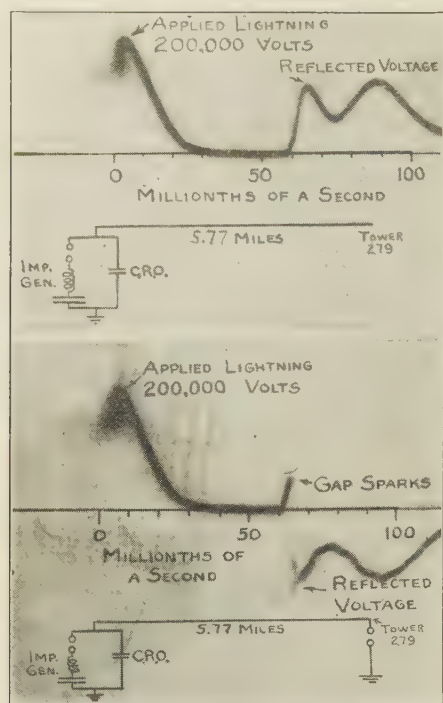 APPLIED LIGHTNING
200,000 VOLTS
REFLECTED VOLTAGE
0 50 100
MILLIONTHS OF A SECOND
5.77 MILES
TOWER
279
IMP.
GEN.
C.R.O.
APPLIED LIGHTNING
200,000 VOLTS
GAP SPARKS
0 50 100
MILLIONTHS OF
A SECOND
REFLECTED
VOLTAGE
5.77 MILES
TOWER
279
IMP.
GEN.
C.R.O.